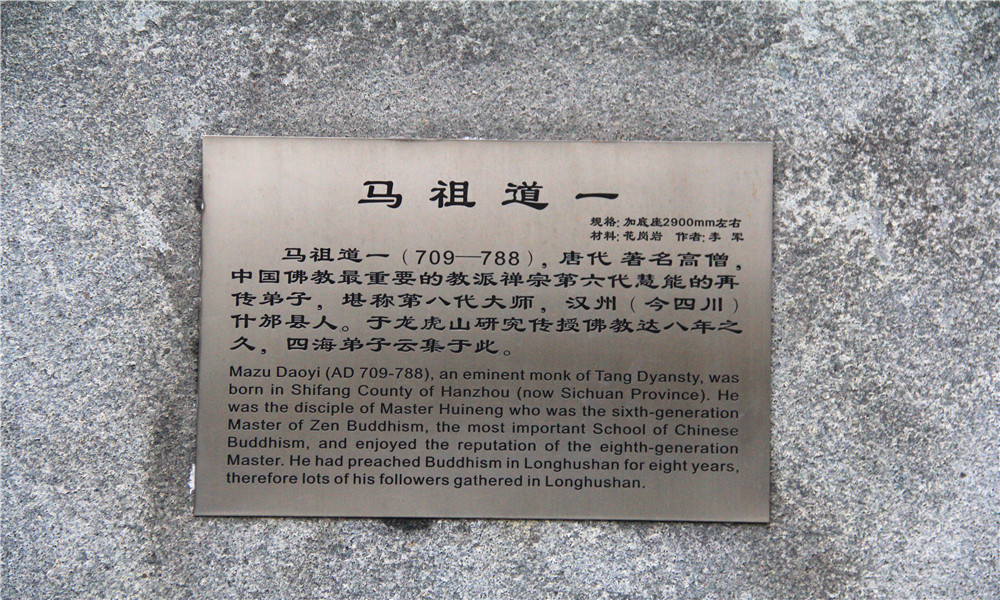 马祖道一
规格:加底座2900mm左右
材料:花岗岩 作者:李 军
马祖道一(709—788),唐代 著名高僧,
中国佛教最重要的教派禅宗第六代慧能的再
传弟子,堪称第八代大师,汉州(今四川)
什邡县人。于龙虎山研究传授佛教达八年之
久,四海弟子云集于此。
Mazu Daoyi (AD 709-788), an eminent monk of Tang Dyansty, was
born in Shifang County of Hanzhou (now Sichuan Province). He
was the disciple of Master Huineng who was the sixth-generation
Master of Zen Buddhism, the most important School of Chinese
Buddhism, and enjoyed the reputation of the eighth-generation
Master. He had preached Buddhism in Longhushan for eight years,
therefore lots of his followers gathered in Longhushan.